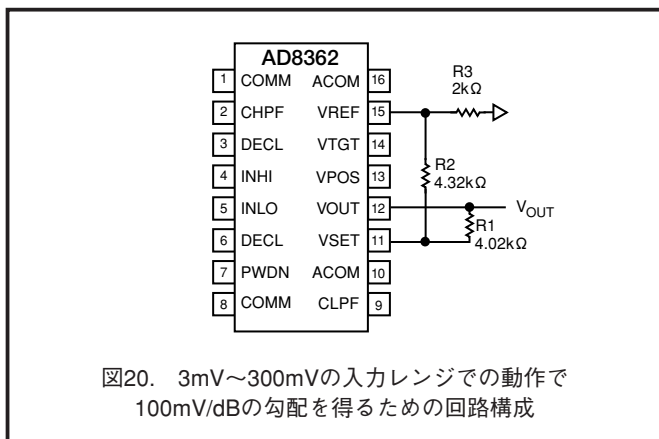 AD8362
1 COMM ACOM 16
2 CHPF VREF 15
3 DECL VTGT 14
4 INHI VPOS 13
5 INLO VOUT 12
6 DECL VSET 11
7 PWDN ACOM 10
8 COMM CLPF 9
R3
2kΩ
R2
4.32kΩ
VOUT
R1
4.02kΩ
図20. 3mV～300mVの入力レンジでの動作で
100mV/dBの勾配を得るための回路構成